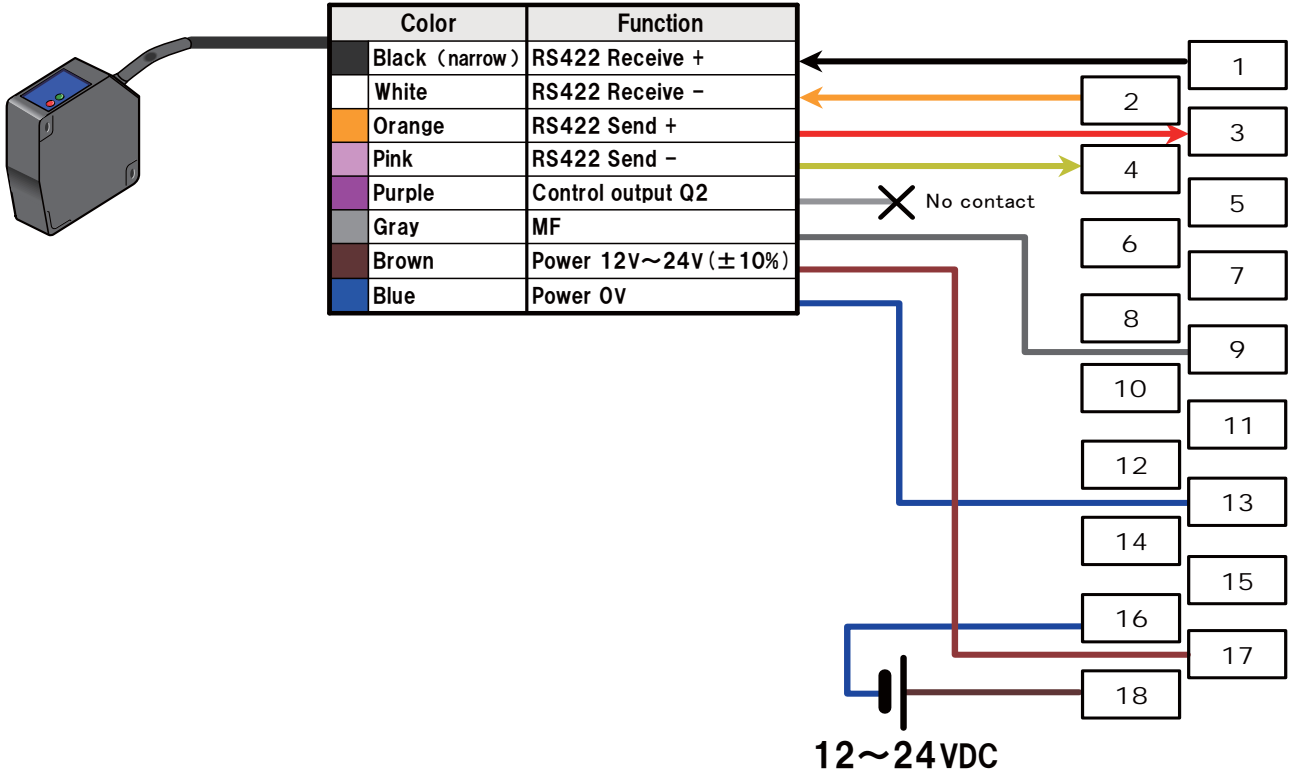 Color Function
Black (narrow) RS422 Receive +
White RS422 Receive −
Orange RS422 Send +
Pink RS422 Send −
Purple Control output Q2
Gray MF
Brown Power 12V～24V(±10%)
Blue Power 0V
No contact
1
2
3
4
5
6
7
8
9
10
11
12
13
14
15
16
17
18
12～24VDC